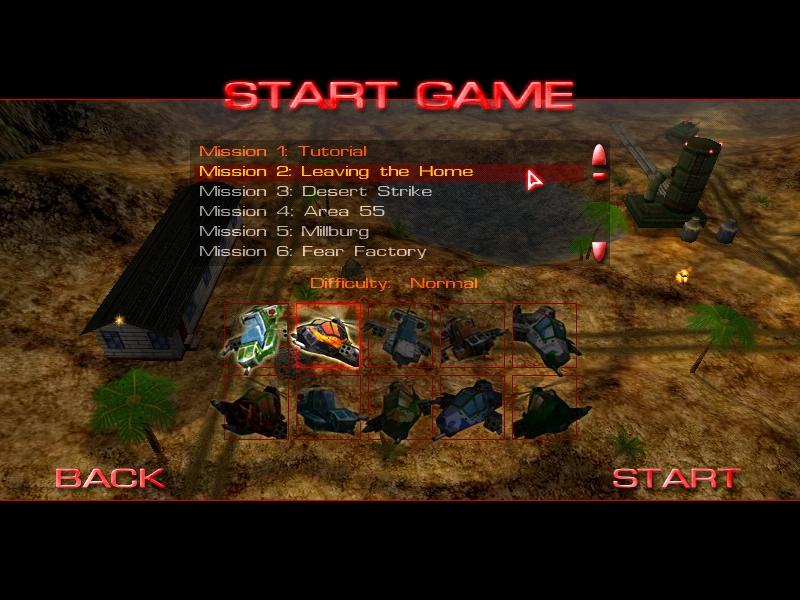 START GAME
Mission 1: Tutorial
Mission 2: Leaving the Home
Mission 3: Desert Strike
Mission 4: Area 55
Mission 5: Millburg
Mission 6: Fear Factory
Difficulty: Normal
BACK START